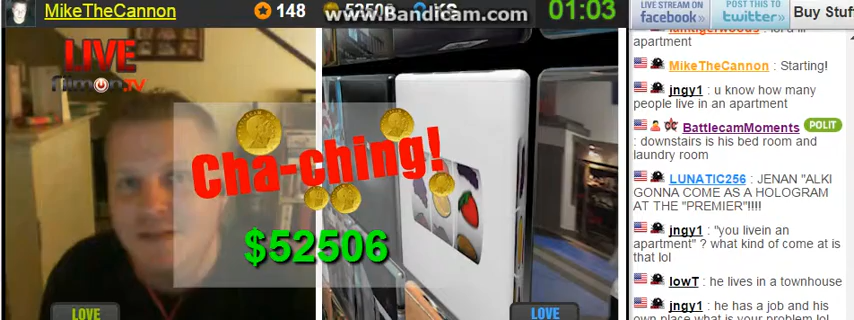 MikeTheCannon
148
www.Bandicam.com
01:03
LIVE STREAM ON
facebook»
POST THIS TO
twitter»
Buy Stuf
LIVE
filmon.TV
Cha-ching!
$52506
LOVE
LOVE
apartment
MikeTheCannon : Starting!
jngy1 : u know how many
people live in an apartment
BattlecamMoments POLIT
: downstairs is his bed room and
laundry room
LUNATIC256 : JENAN "ALKI
GONNA COME AS A HOLOGRAM
AT THE "PREMIER"!!!!
jngy1 : "you livein an
apartment" ? what kind of come at is
that lol
lowT : he lives in a townhouse
jngy1 : he has a job and his
own place what is your problem lol